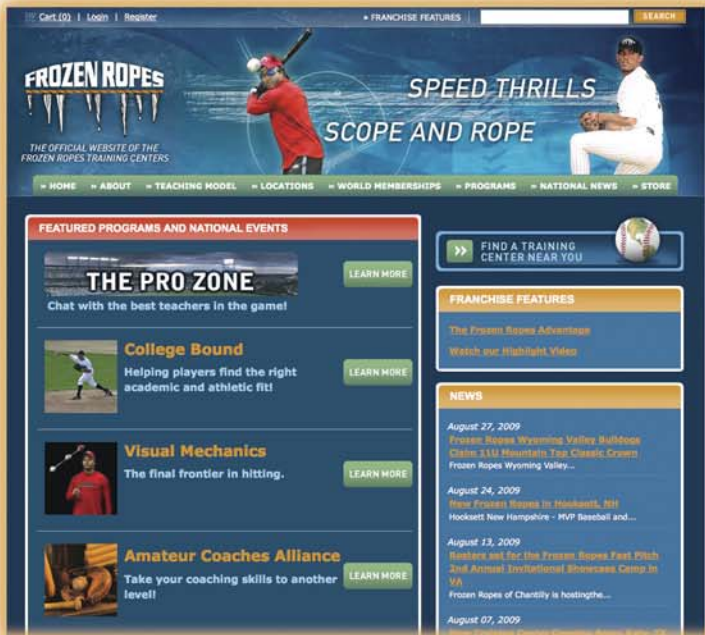 Cart (0) | Login | Register
» FRANCHISE FEATURES
SEARCH
FROZEN ROPES
THE OFFICIAL WEBSITE OF THE
FROZEN ROPES TRAINING CENTERS
SPEED THRILLS
SCOPE AND ROPE
» HOME » ABOUT » TEACHING MODEL » LOCATIONS » WORLD MEMBERSHIPS » PROGRAMS » NATIONAL NEWS » STORE
FEATURED PROGRAMS AND NATIONAL EVENTS
THE PRO ZONE
LEARN MORE
Chat with the best teachers in the game!
College Bound
Helping players find the right
academic and athletic fit!
LEARN MORE
Visual Mechanics
The final frontier in hitting.
LEARN MORE
Amateur Coaches Alliance
Take your coaching skills to another
level!
LEARN MORE
» FIND A TRAINING
CENTER NEAR YOU
FRANCHISE FEATURES
The Frozen Ropes Advantage
Watch our Highlight Video
NEWS
August 27, 2009
Frozen Ropes Wyoming Valley Bulldogs
Claim 11U Mountain Top Classic Crown
Frozen Ropes Wyoming Valley...
August 24, 2009
New Frozen Ropes in Hooksett, NH
Hooksett New Hampshire - MVP Baseball and...
August 13, 2009
Rosters set for the Frozen Ropes Fast Pitch
2nd Annual Invitational Showcase Camp in
VA
Frozen Ropes of Chantilly is hostingthe...
August 07, 2009